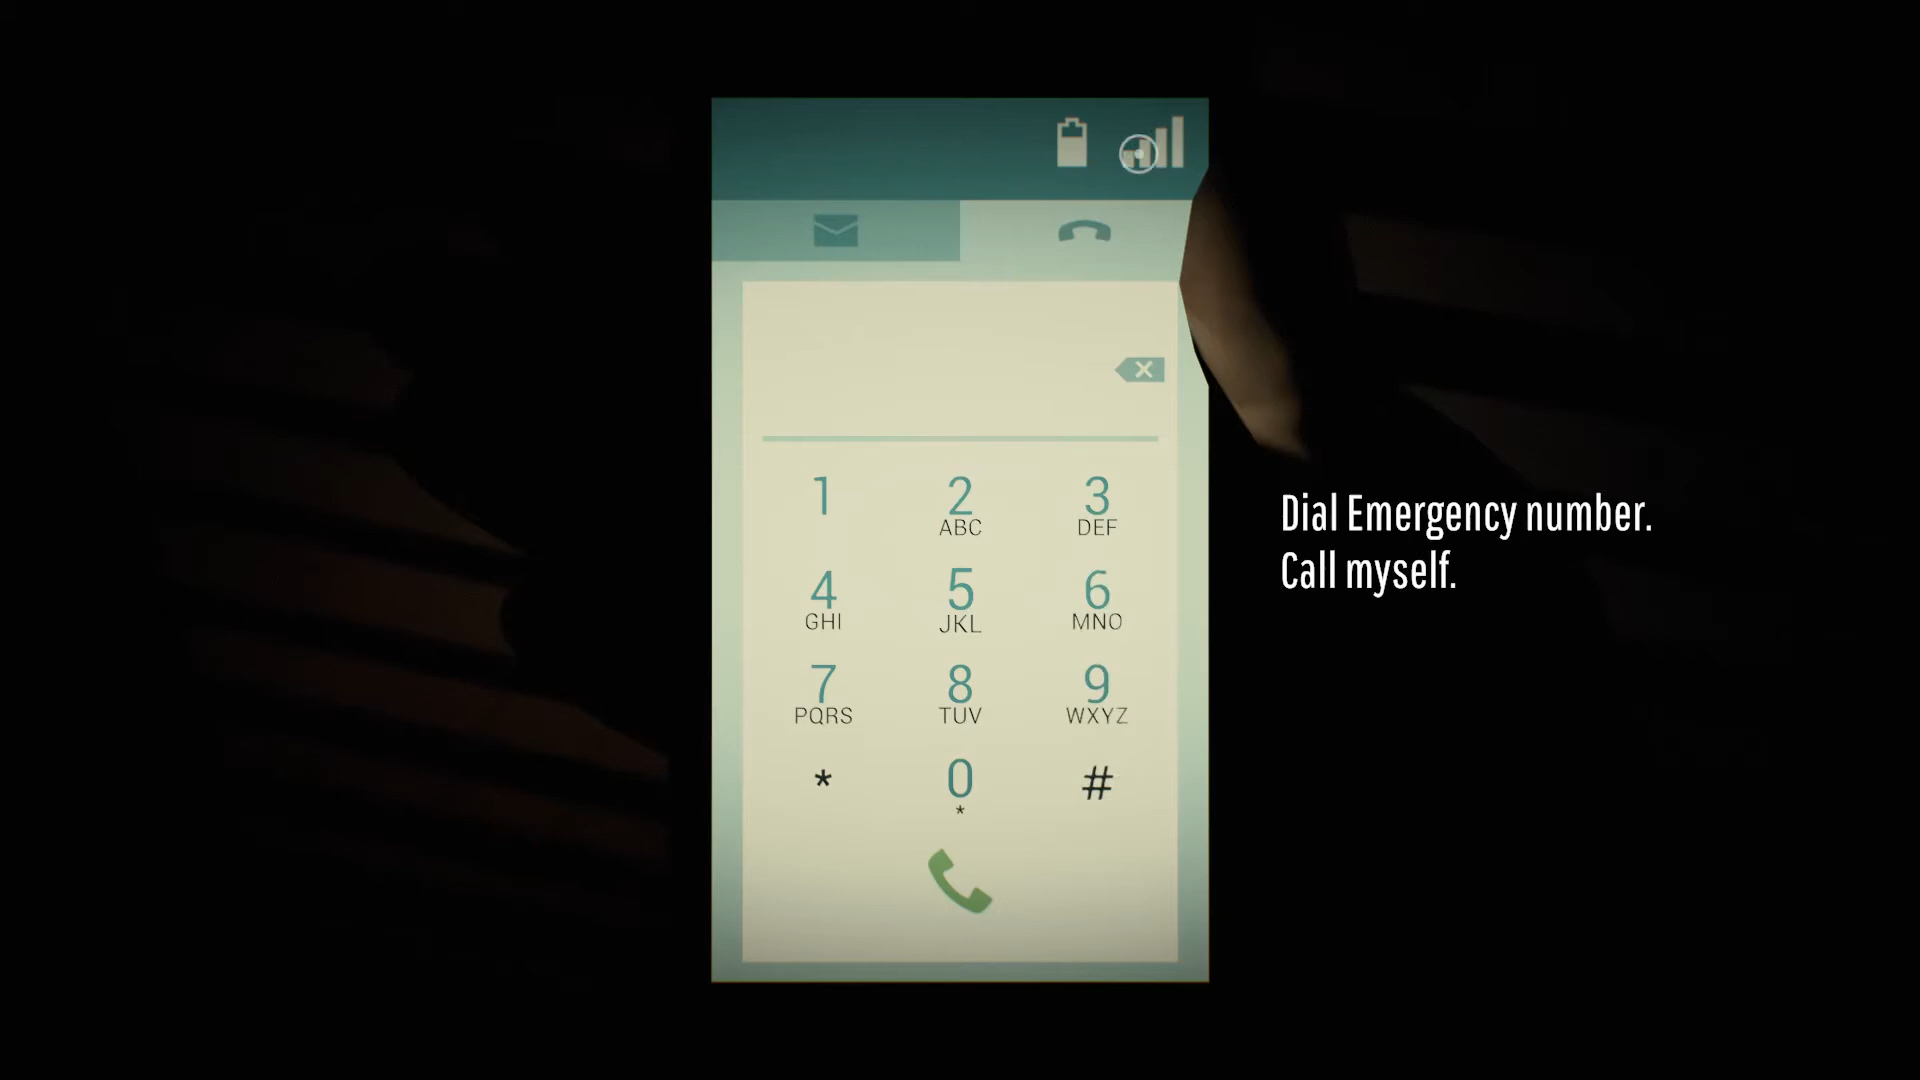 1 2 3
ABC DEF
4 5 6
GHI JKL MNO
7 8 9
PQRS TUV WXYZ
* 0 #
*
Dial Emergency number.
Call myself.